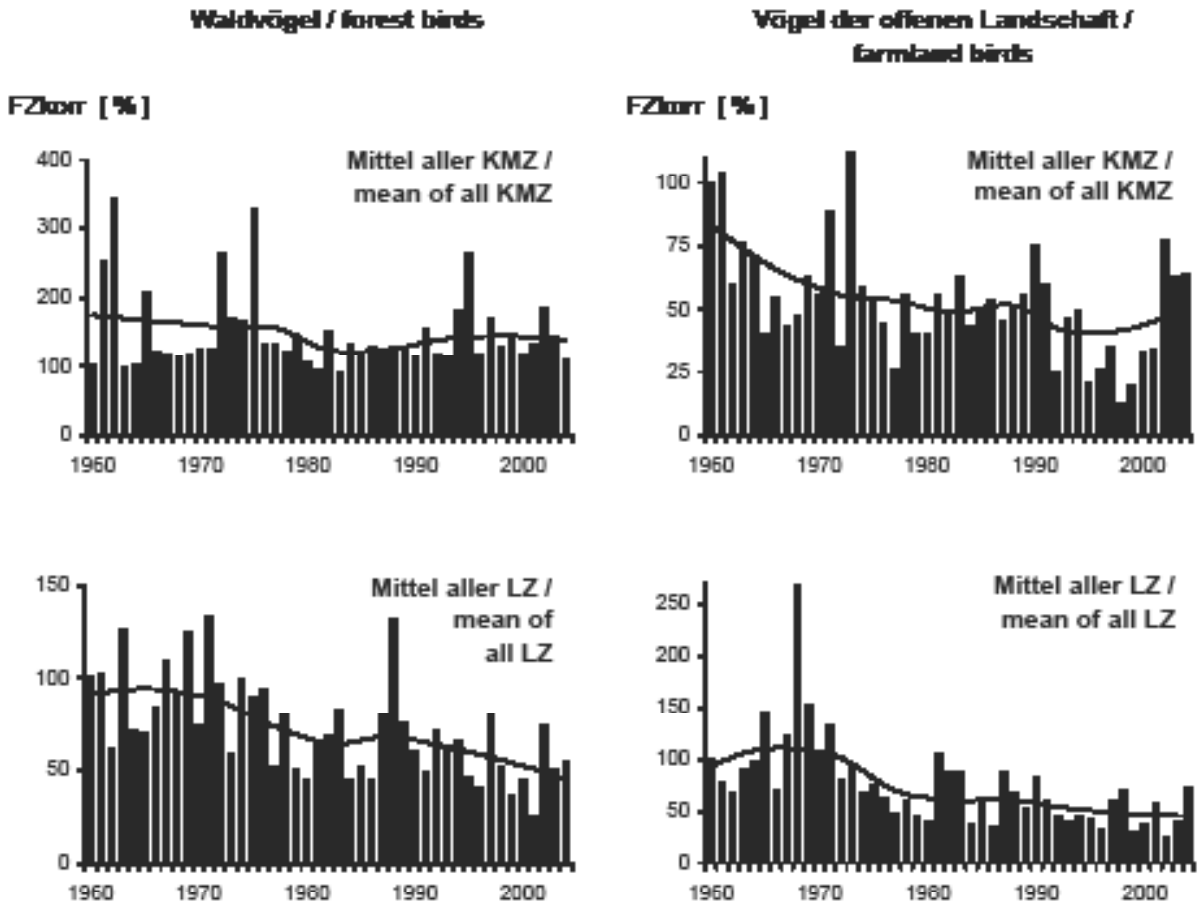 Waldvögel / forest birds
Vögel der offenen Landschaft /
farmland birds
FZkorr [%]
400
300
200
100
0
Mittel aller KMZ /
mean of all KMZ
1960 1970 1980 1990 2000
FZkorr [%]
100
75
50
25
0
Mittel aller KMZ /
mean of all KMZ
1960 1970 1980 1990 2000
150
100
50
0
Mittel aller LZ /
mean of
all LZ
1960 1970 1980 1990 2000
250
200
150
100
50
0
Mittel aller LZ /
mean of all LZ
1960 1970 1980 1990 2000